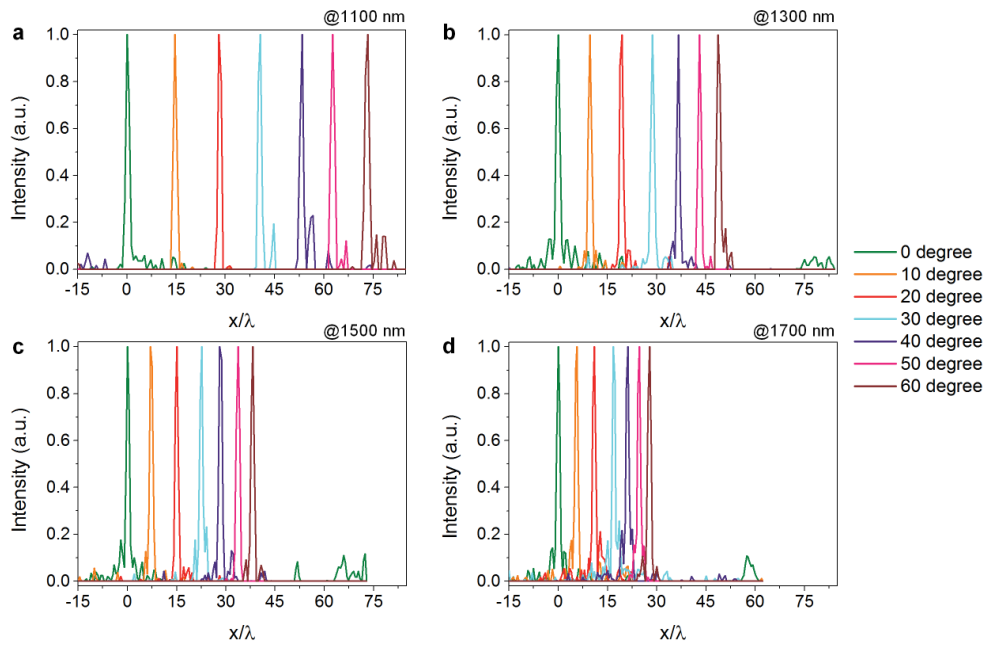 a @1100 nm
1.0
0.8
0.6
0.4
0.2
0.0
Intensity (a.u.)
-15 0 15 30 45 60 75
x/λ
b @1300 nm
1.0
0.8
0.6
0.4
0.2
0.0
Intensity (a.u.)
-15 0 15 30 45 60 75
x/λ
c @1500 nm
1.0
0.8
0.6
0.4
0.2
0.0
Intensity (a.u.)
-15 0 15 30 45 60 75
x/λ
d @1700 nm
1.0
0.8
0.6
0.4
0.2
0.0
Intensity (a.u.)
-15 0 15 30 45 60 75
x/λ
0 degree
10 degree
20 degree
30 degree
40 degree
50 degree
60 degree